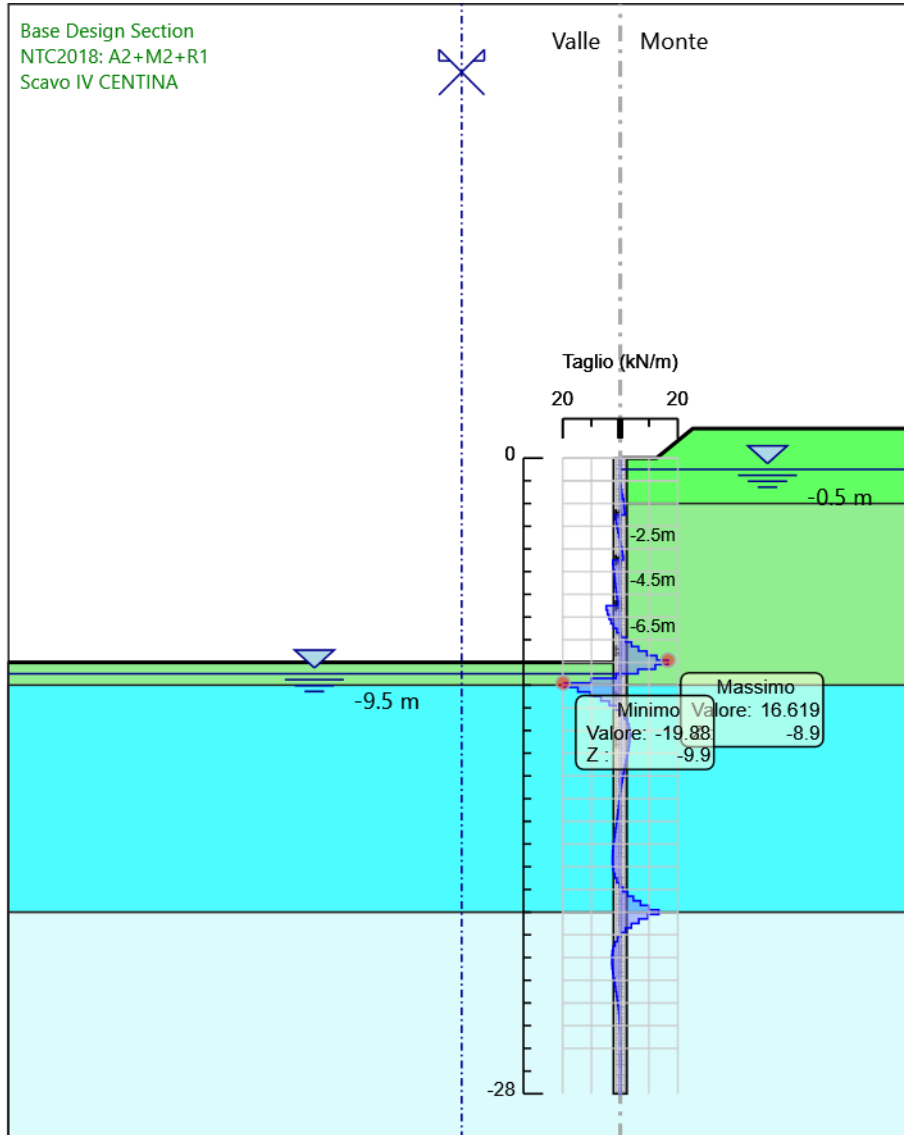 Base Design Section
NTC2018: A2+M2+R1
Scavo IV CENTINA
Valle
Monte
Taglio (kN/m)
20
20
0
-0.5 m
-2.5m
-4.5m
-6.5m
-9.5 m
Massimo
Valore: 16.619
-8.9
Minimo
Valore: -19.88
Z : -9.9
-28